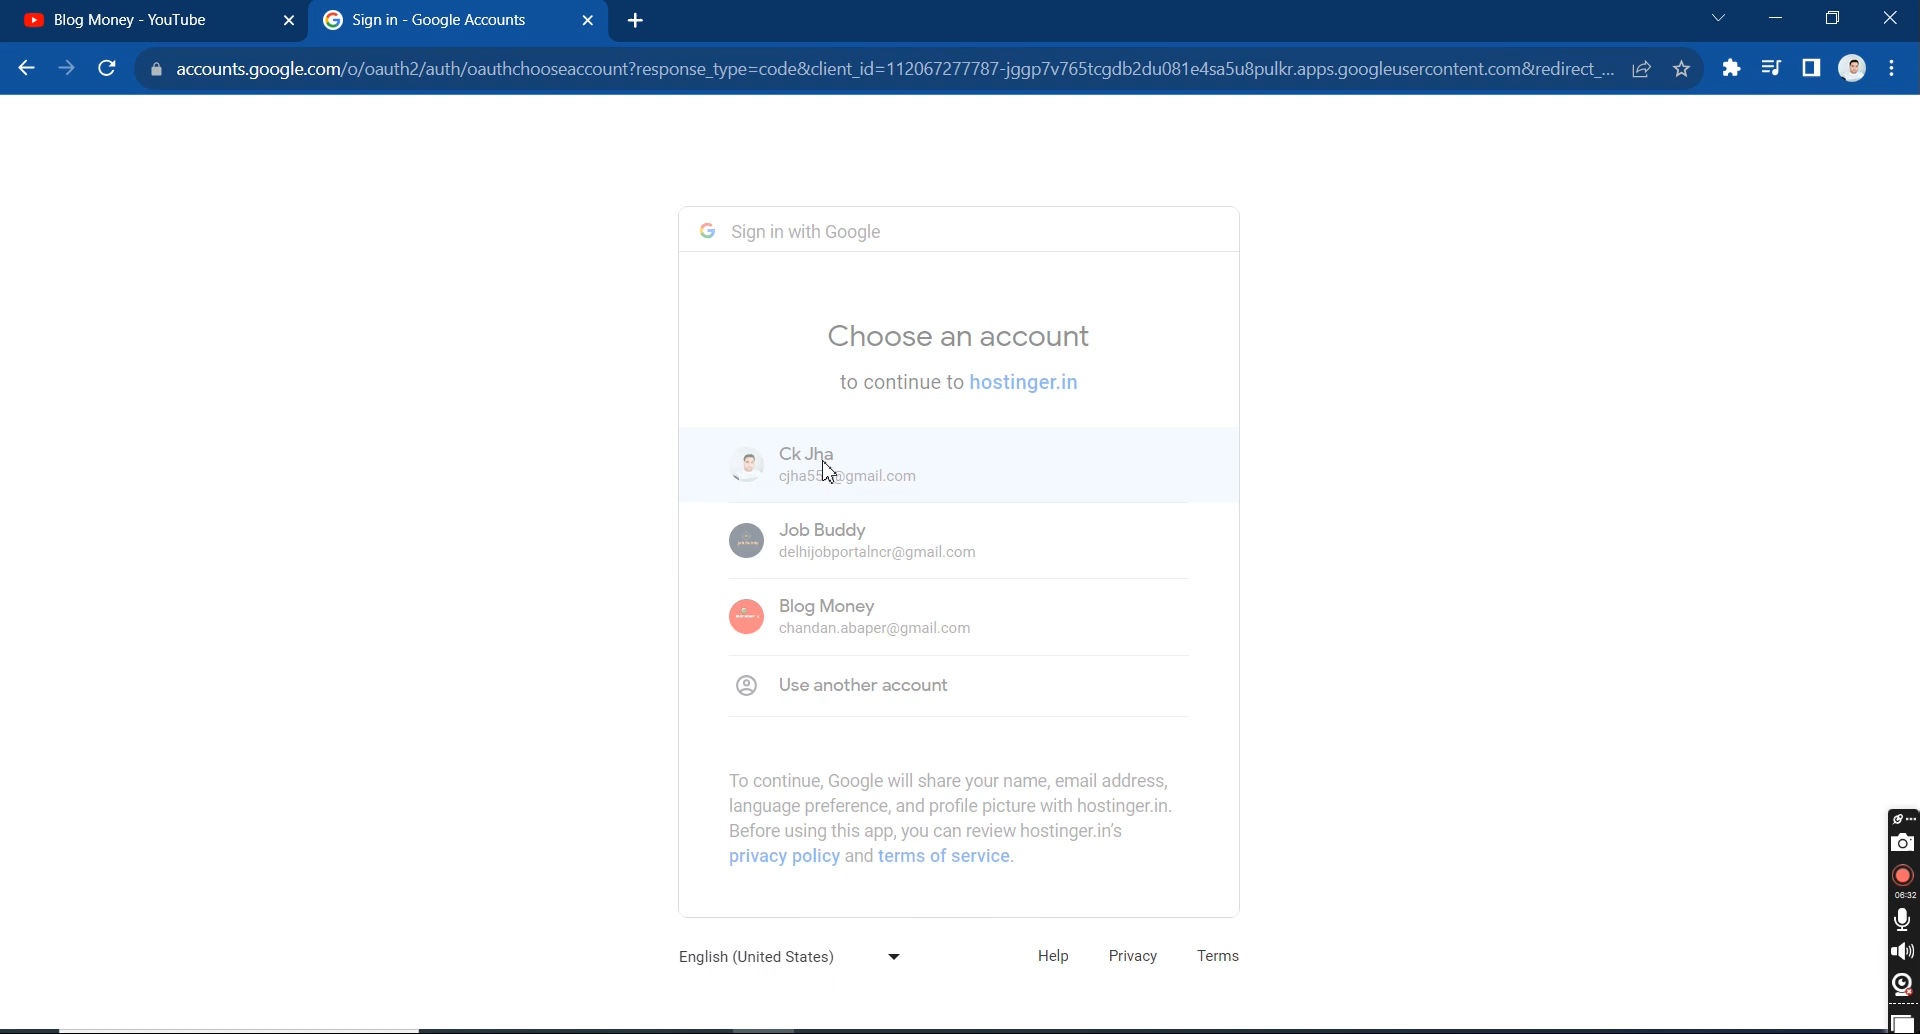 Blog Money - YouTube
Sign in - Google Accounts
accounts.google.com/o/oauth2/auth/oauthchooseaccount?response_type=code&client_id=112067277787-jggp7v765tcgdb2du081e4sa5u8pulkr.apps.googleusercontent.com&redirect_...
Sign in with Google
Choose an account
to continue to hostinger.in
Ck Jha
@gmail.com
Job Buddy
delhijobportalncr@gmail.com
Blog Money
chandan.abaper@gmail.com
Use another account
To continue, Google will share your name, email address,
language preference, and profile picture with hostinger.in.
Before using this app, you can review hostinger.in's
privacy policy and terms of service.
English (United States)
Help
Privacy
Terms
06:32